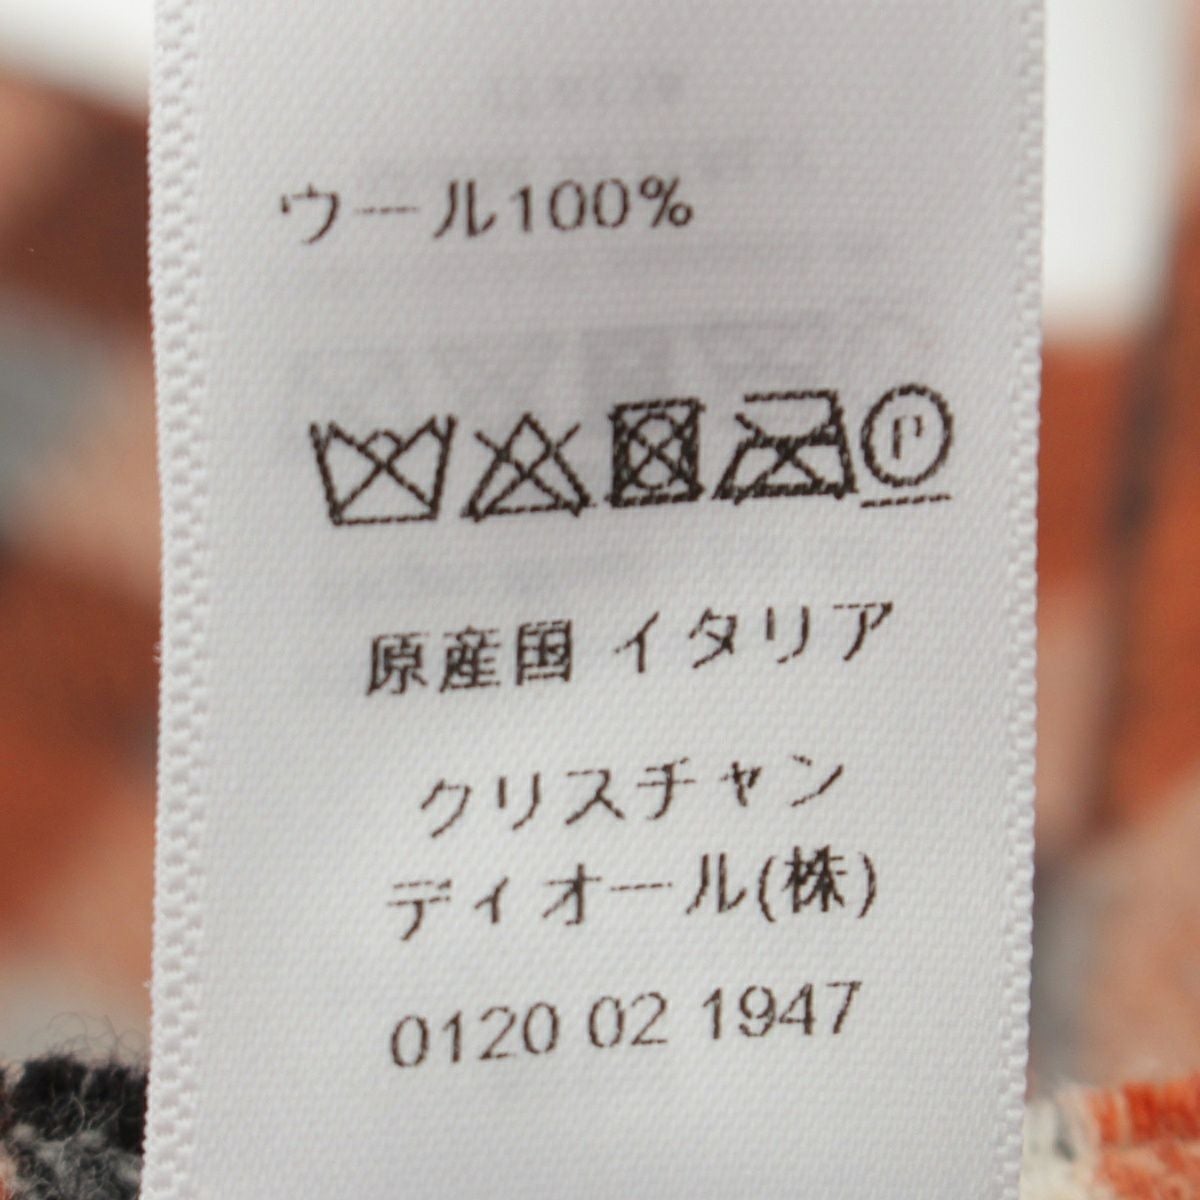 ウール100%
P
原産国 イタリア
クリスチャン
ディオール(株)
0120 02 1947